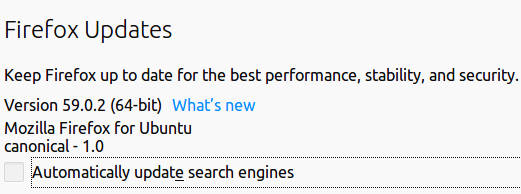 Firefox Updates
Keep Firefox up to date for the best performance, stability, and security.
Version 59.0.2 (64-bit) What's new
Mozilla Firefox for Ubuntu
canonical - 1.0
Automatically update search engines